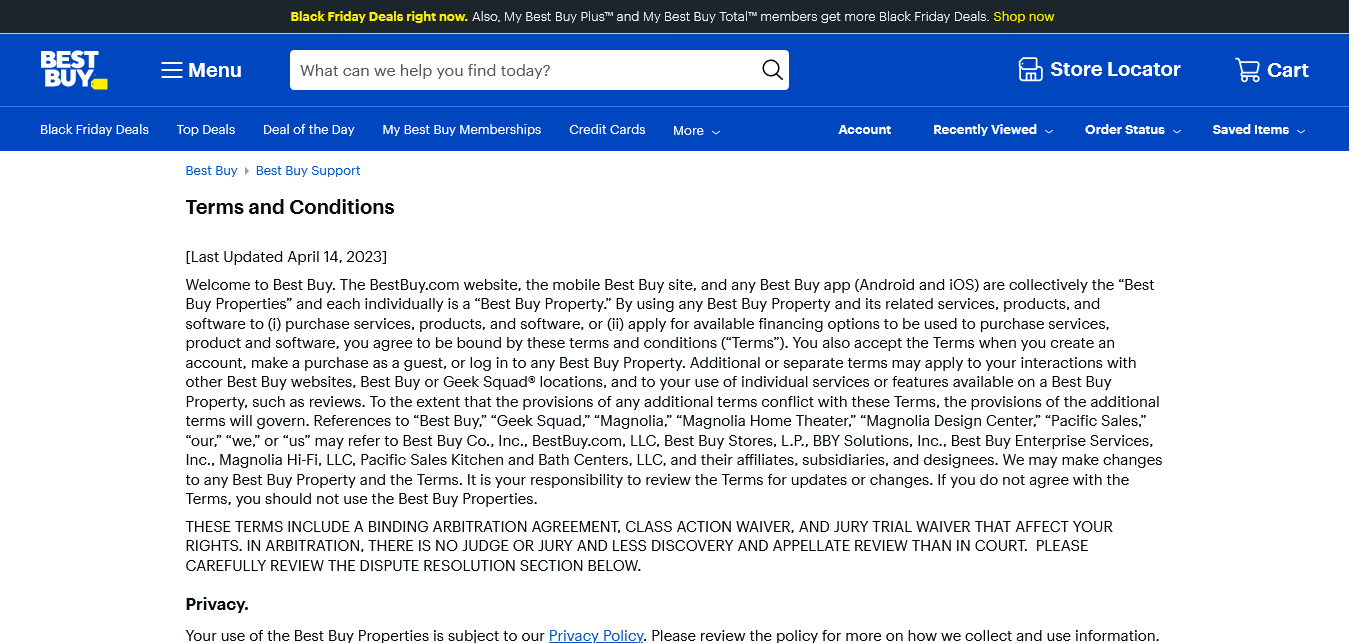 Black Friday Deals right now. Also, My Best Buy Plus™ and My Best Buy Total™ members get more Black Friday Deals. Shop now
BEST BUY
Menu
What can we help you find today?
Store Locator
Cart
Black Friday Deals Top Deals Deal of the Day My Best Buy Memberships Credit Cards More Account Recently Viewed Order Status Saved Items
Best Buy Best Buy Support
Terms and Conditions
[Last Updated April 14, 2023]
Welcome to Best Buy. The BestBuy.com website, the mobile Best Buy site, and any Best Buy app (Android and iOS) are collectively the “Best
Buy Properties” and each individually is a “Best Buy Property.” By using any Best Buy Property and its related services, products, and
software to (i) purchase services, products, and software, or (ii) apply for available financing options to be used to purchase services,
product and software, you agree to be bound by these terms and conditions (“Terms”). You also accept the Terms when you create an
account, make a purchase as a guest, or log in to any Best Buy Property. Additional or separate terms may apply to your interactions with
other Best Buy websites, Best Buy or Geek Squad® locations, and to your use of individual services or features available on a Best Buy
Property, such as reviews. To the extent that the provisions of any additional terms conflict with these Terms, the provisions of the additional
terms will govern. References to “Best Buy,” “Geek Squad,” “Magnolia,” “Magnolia Home Theater,” “Magnolia Design Center,” “Pacific Sales,”
“our,” “we,” or “us” may refer to Best Buy Co., Inc., BestBuy.com, LLC, Best Buy Stores, L.P., BBY Solutions, Inc., Best Buy Enterprise Services,
Inc., Magnolia Hi-Fi, LLC, Pacific Sales Kitchen and Bath Centers, LLC, and their affiliates, subsidiaries, and designees. We may make changes
to any Best Buy Property and the Terms. It is your responsibility to review the Terms for updates or changes. If you do not agree with the
Terms, you should not use the Best Buy Properties.
THESE TERMS INCLUDE A BINDING ARBITRATION AGREEMENT, CLASS ACTION WAIVER, AND JURY TRIAL WAIVER THAT AFFECT YOUR
RIGHTS. IN ARBITRATION, THERE IS NO JUDGE OR JURY AND LESS DISCOVERY AND APPELLATE REVIEW THAN IN COURT.  PLEASE
CAREFULLY REVIEW THE DISPUTE RESOLUTION SECTION BELOW.
Privacy.
Your use of the Best Buy Properties is subject to our Privacy Policy. Please review the policy for more on how we collect and use information.